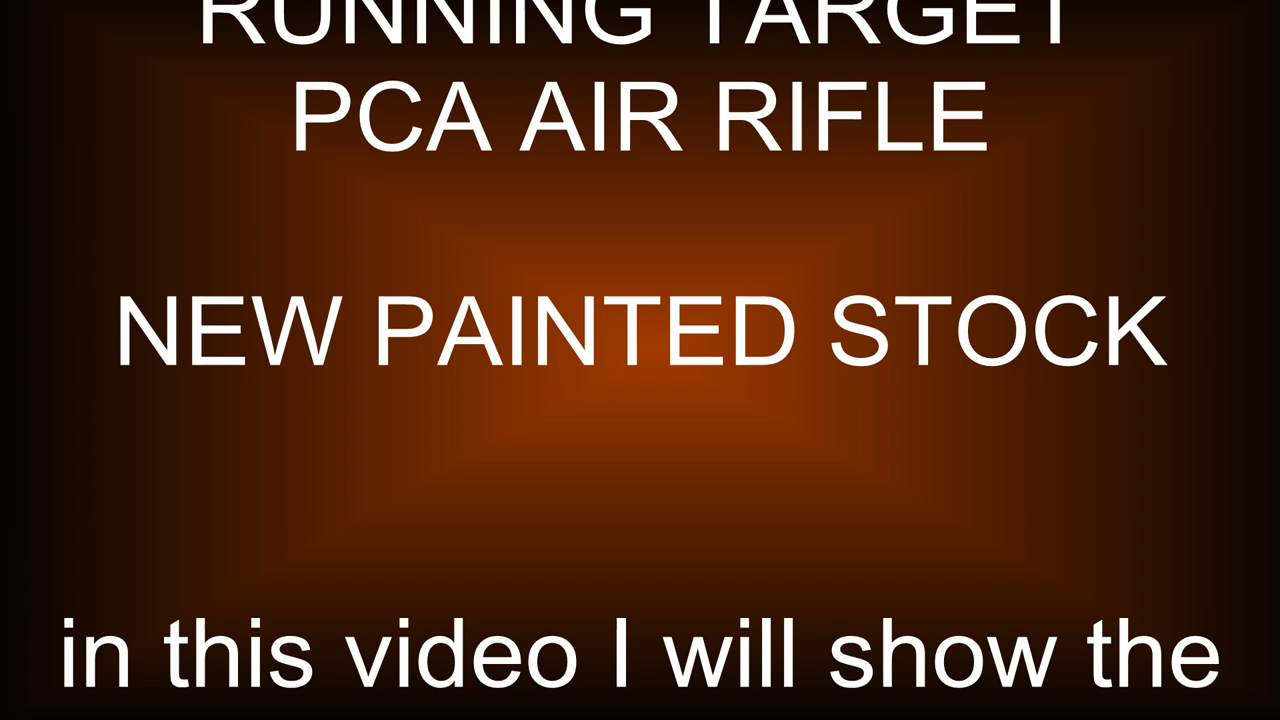 RUNNING TARGET
PCA AIR RIFLE
NEW PAINTED STOCK
in this video I will show the